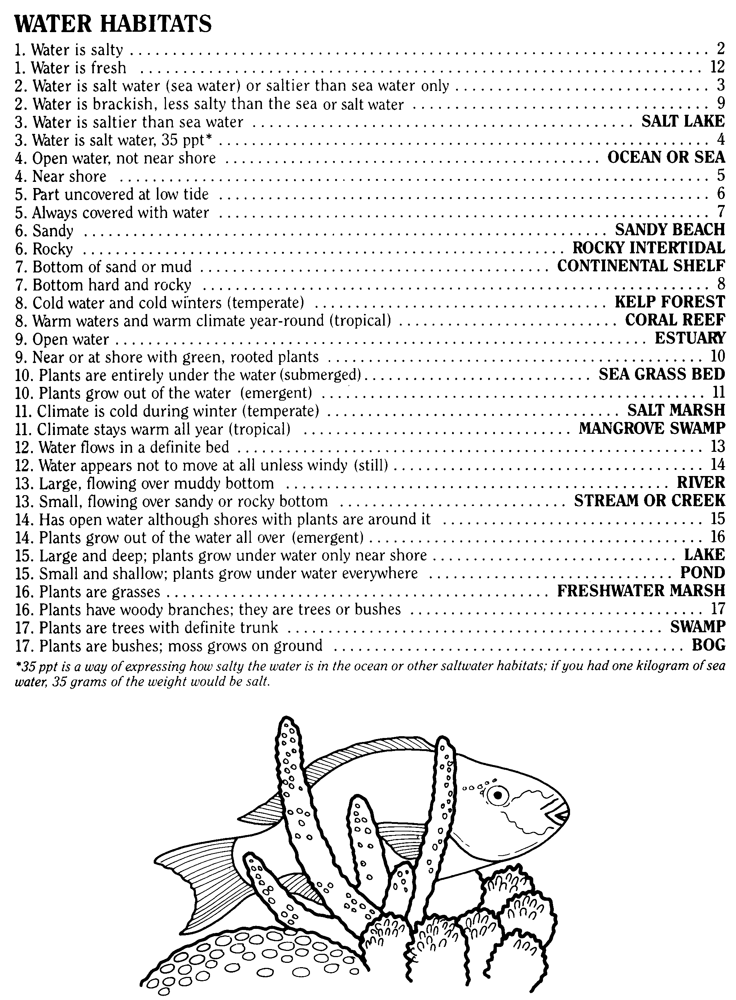 WATER HABITATS
1. Water is salty . . . . . . . . . . . . . . . . . . . . 2
1. Water is fresh . . . . . . . . . . . . . . . . . . . . 12
2. Water is salt water (sea water) or saltier than sea water only . . . . . . . . . . . . . . . . . . . . 3
2. Water is brackish, less salty than the sea or salt water . . . . . . . . . . . . . . . . . . . . 9
3. Water is saltier than sea water . . . . . . . . . . . . . . . . . . . . SALT LAKE
3. Water is salt water, 35 ppt* . . . . . . . . . . . . . . . . . . . . 4
4. Open water, not near shore . . . . . . . . . . . . . . . . . . . . OCEAN OR SEA
4. Near shore . . . . . . . . . . . . . . . . . . . . 5
5. Part uncovered at low tide . . . . . . . . . . . . . . . . . . . . 6
5. Always covered with water . . . . . . . . . . . . . . . . . . . . 7
6. Sandy . . . . . . . . . . . . . . . . . . . . SANDY BEACH
6. Rocky . . . . . . . . . . . . . . . . . . . . ROCKY INTERTIDAL
7. Bottom of sand or mud . . . . . . . . . . . . . . . . . . . . CONTINENTAL SHELF
7. Bottom hard and rocky . . . . . . . . . . . . . . . . . . . . 8
8. Cold water and cold winters (temperate) . . . . . . . . . . . . . . . . . . . . KELP FOREST
8. Warm waters and warm climate year-round (tropical) . . . . . . . . . . . . . . . . . . . . CORAL REEF
9. Open water . . . . . . . . . . . . . . . . . . . . ESTUARY
9. Near or at shore with green, rooted plants . . . . . . . . . . . . . . . . . . . . 10
10. Plants are entirely under the water (submerged) . . . . . . . . . . . . . . . . . . . . SEA GRASS BED
10. Plants grow out of the water (emergent) . . . . . . . . . . . . . . . . . . . . 11
11. Climate is cold during winter (temperate) . . . . . . . . . . . . . . . . . . . . SALT MARSH
11. Climate stays warm all year (tropical) . . . . . . . . . . . . . . . . . . . . MANGROVE SWAMP
12. Water flows in a definite bed . . . . . . . . . . . . . . . . . . . . 13
12. Water appears not to move at all unless windy (still) . . . . . . . . . . . . . . . . . . . . 14
13. Large, flowing over muddy bottom . . . . . . . . . . . . . . . . . . . . RIVER
13. Small, flowing over sandy or rocky bottom . . . . . . . . . . . . . . . . . . . . STREAM OR CREEK
14. Has open water although shores with plants are around it . . . . . . . . . . . . . . . . . . . . 15
14. Plants grow out of the water all over (emergent) . . . . . . . . . . . . . . . . . . . . 16
15. Large and deep; plants grow under water only near shore . . . . . . . . . . . . . . . . . . . . LAKE
15. Small and shallow; plants grow under water everywhere . . . . . . . . . . . . . . . . . . . . POND
16. Plants are grasses . . . . . . . . . . . . . . . . . . . . FRESHWATER MARSH
16. Plants have woody branches; they are trees or bushes . . . . . . . . . . . . . . . . . . . . 17
17. Plants are trees with definite trunk . . . . . . . . . . . . . . . . . . . . SWAMP
17. Plants are bushes; moss grows on ground . . . . . . . . . . . . . . . . . . . . BOG
*35 ppt is a way of expressing how salty the water is in the ocean or other saltwater habitats; if you had one kilogram of sea
water, 35 grams of the weight would be salt.